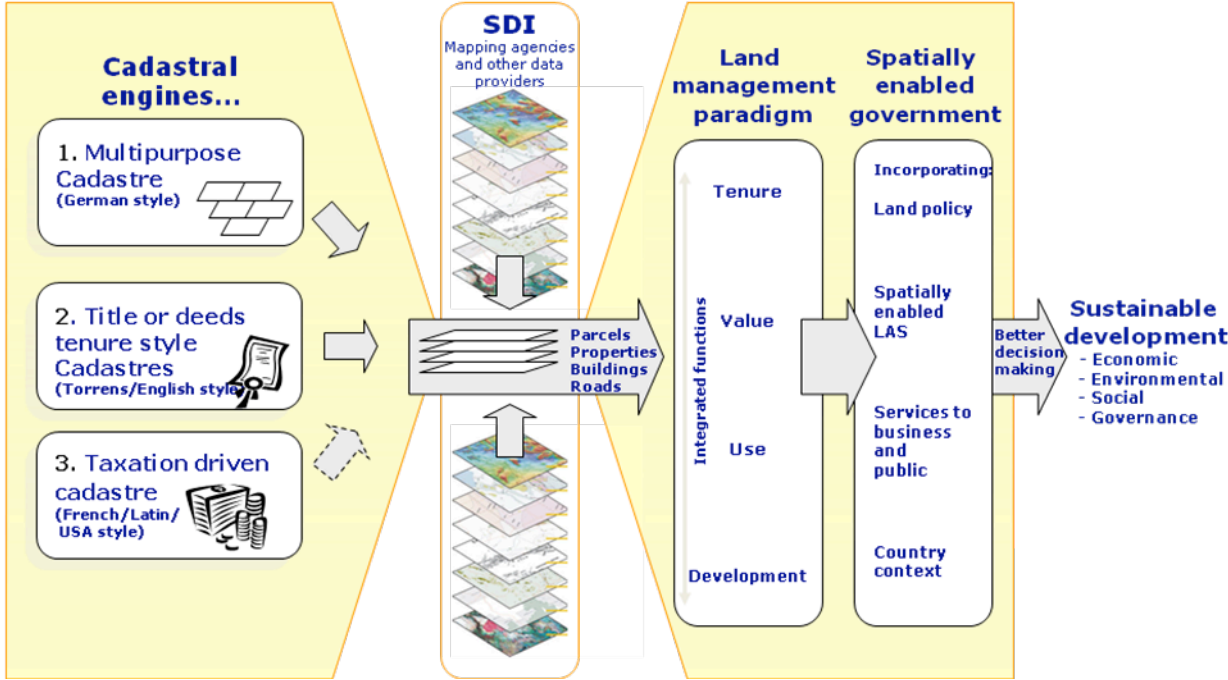 Cadastral
engines...
1. Multipurpose
Cadastre
(German style)
2. Title or deeds
tenure style
Cadastres
(Torrens/English style)
3. Taxation driven
cadastre
(French/Latin/
USA style)
SDI
Mapping agencies
and other data
providers
Parcels
Properties
Buildings
Roads
Land
management
paradigm
Integrated functions
Tenure
Value
Use
Development
Spatially
enabled
government
Incorporating:
Land policy
Spatially
enabled
LAS
Services to
business
and
public
Country
context
Better
decision
making
Sustainable
development
- Economic
- Environmental
- Social
- Governance